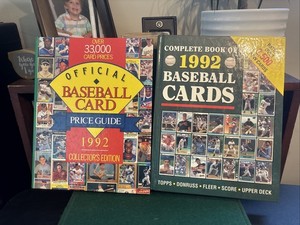 OVER
33,000
CARD PRICES
OFFICIAL
BASEBALL
CARD
PRICE GUIDE
1992
COLLECTOR'S EDITION
COMPLETE BOOK OF
1992
BASEBALL
CARDS
TOPPS • DONRUSS • FLEER • SCORE • UPPER DECK